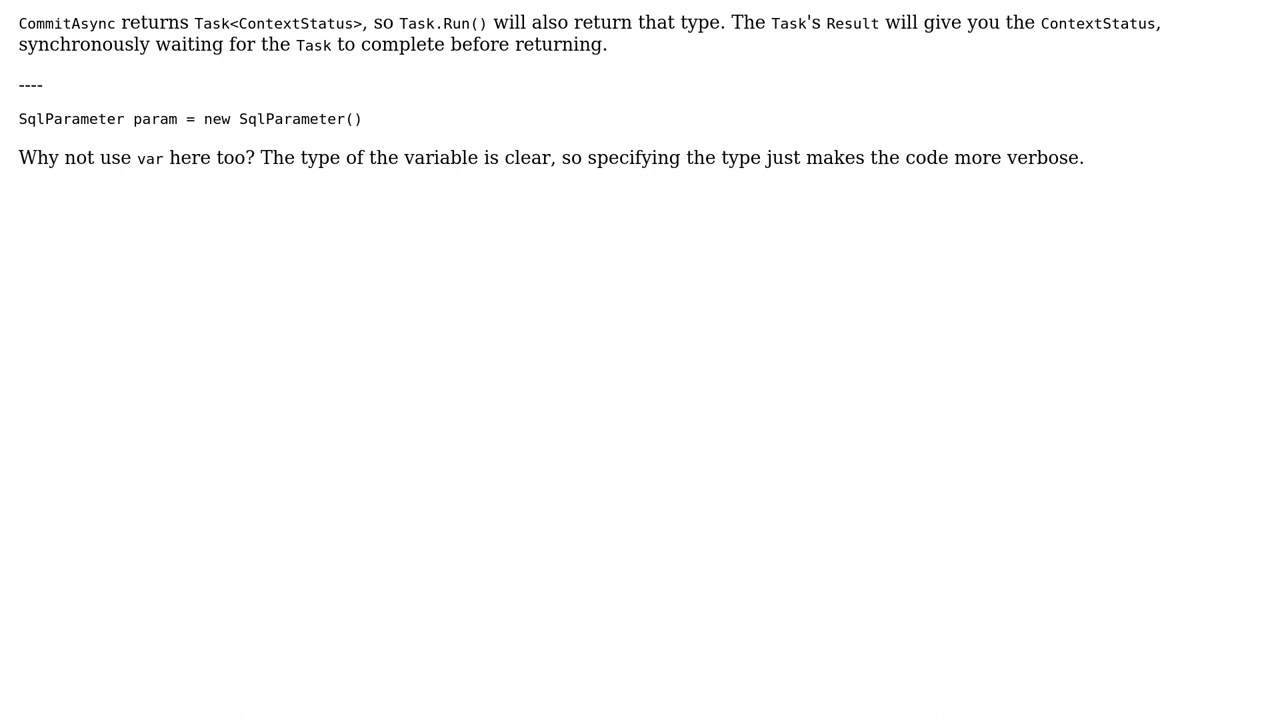 CommitAsync returns Task<ContextStatus>, so Task.Run() will also return that type. The Task's Result will give you the ContextStatus,
synchronously waiting for the Task to complete before returning.
----
SqlParameter param = new SqlParameter()
Why not use var here too? The type of the variable is clear, so specifying the type just makes the code more verbose.